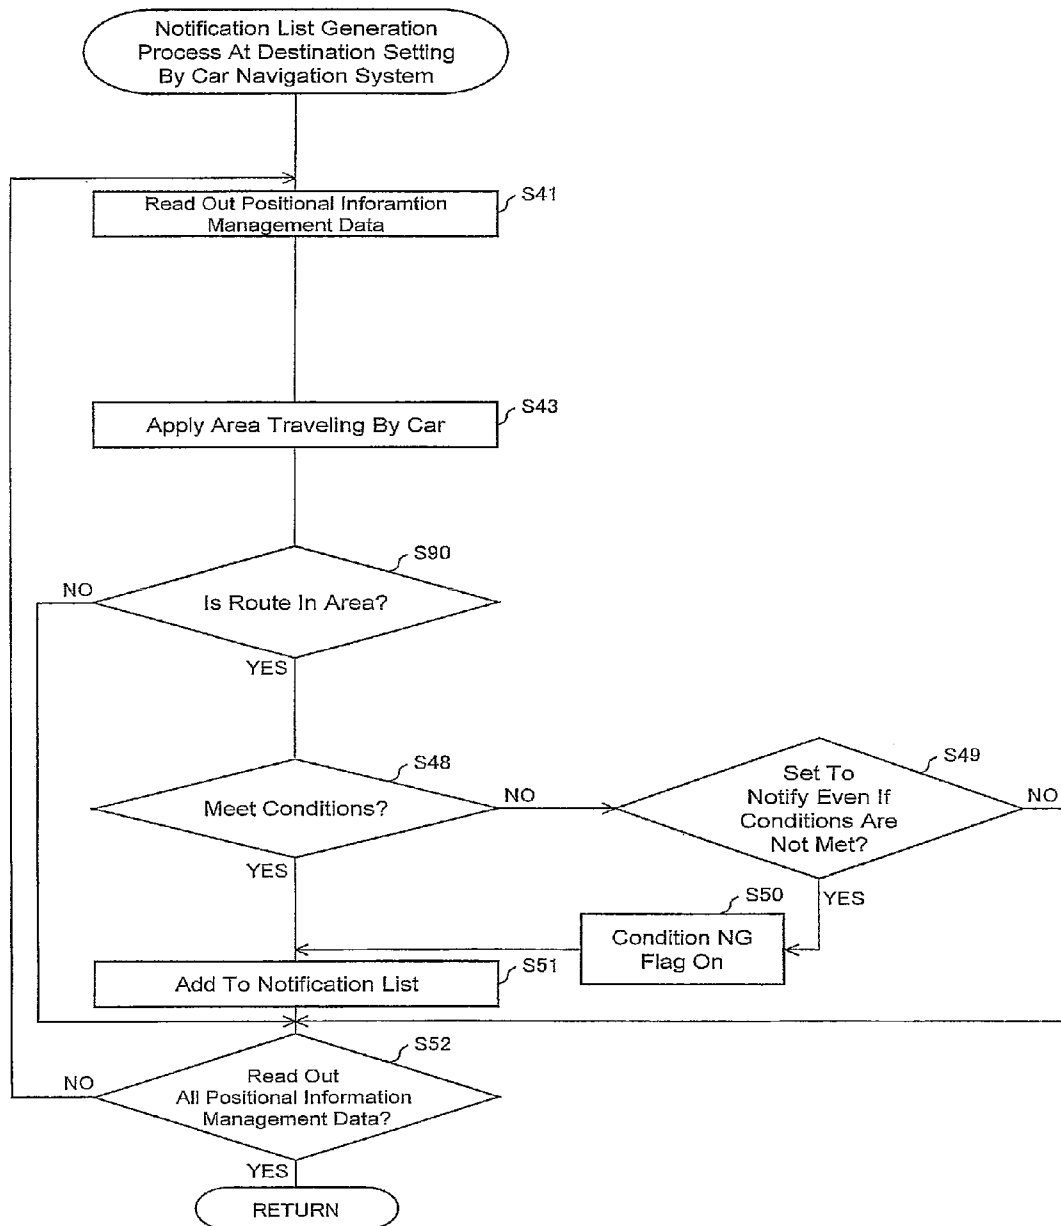 Notification List Generation
Process At Destination Setting
By Car Navigation System
S41
Read Out Positional Inforamtion
Management Data
S43
Apply Area Traveling By Car
S90
NO
Is Route In Area?
YES
S48
Meet Conditions?
NO
YES
S49
Set To
Notify Even If
Conditions Are
Not Met?
NO
YES
S50
Condition NG
Flag On
S51
Add To Notification List
S52
NO
Read Out
All Positional Information
Management Data?
YES
RETURN